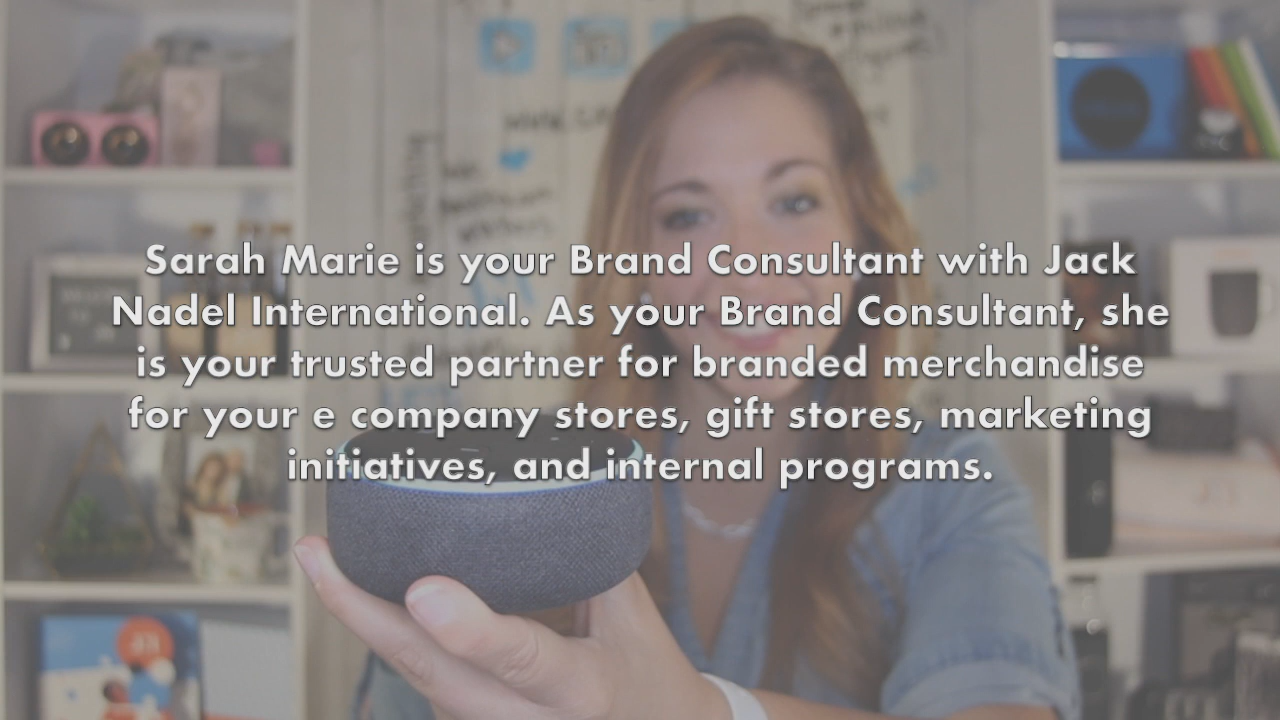 Sarah Marie is your Brand Consultant with Jack
Nadel International. As your Brand Consultant, she
is your trusted partner for branded merchandise
for your e company stores, gift stores, marketing
initiatives, and internal programs.